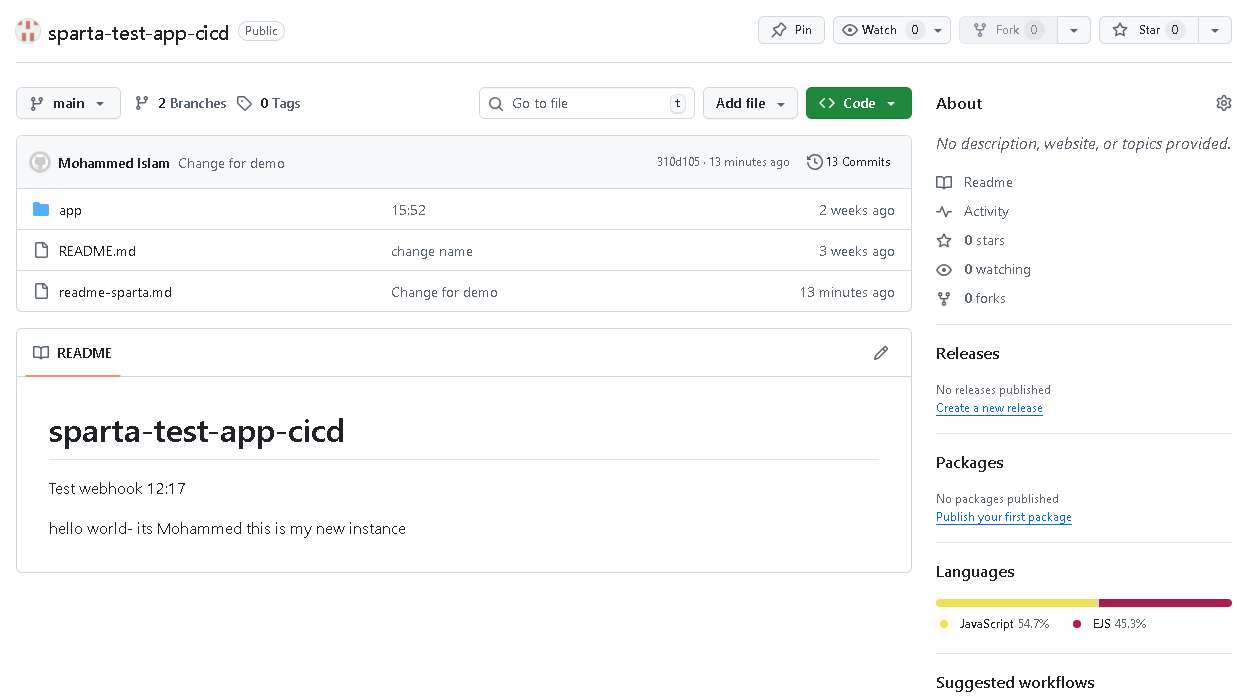 sparta-test-app-cicd Public Pin Watch 0 Fork 0 Star 0
main 2 Branches 0 Tags Go to file t Add file Code
Mohammed Islam Change for demo 310d105 · 13 minutes ago 13 Commits
app 15:52 2 weeks ago
README.md change name 3 weeks ago
readme-sparta.md Change for demo 13 minutes ago
README
sparta-test-app-cicd
Test webhook 12:17
hello world- its Mohammed this is my new instance
About
No description, website, or topics provided.
Readme
Activity
0 stars
0 watching
0 forks
Releases
No releases published
Create a new release
Packages
No packages published
Publish your first package
Languages
JavaScript 54.7% EJS 45.3%
Suggested workflows